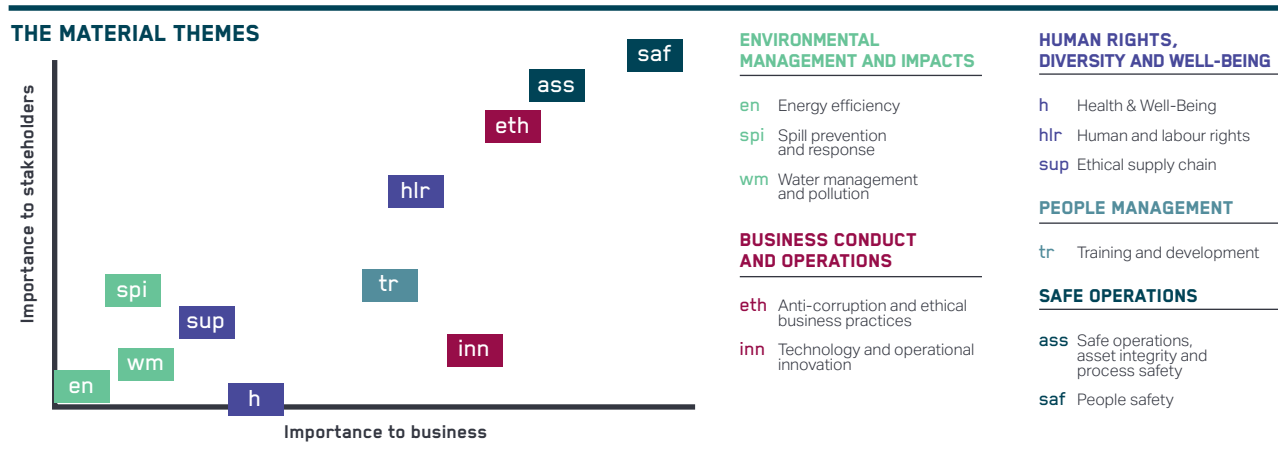 THE MATERIAL THEMES
Importance to stakeholders
saf
ass
eth
hlr
tr
spi
sup
inn
wm
en
h
Importance to business
ENVIRONMENTAL
MANAGEMENT AND IMPACTS
en Energy efficiency
spi Spill prevention
and response
wm Water management
and pollution
BUSINESS CONDUCT
AND OPERATIONS
eth Anti-corruption and ethical
business practices
inn Technology and operational
innovation
HUMAN RIGHTS,
DIVERSITY AND WELL-BEING
h Health & Well-Being
hlr Human and labour rights
sup Ethical supply chain
PEOPLE MANAGEMENT
tr Training and development
SAFE OPERATIONS
ass Safe operations,
asset integrity and
process safety
saf People safety